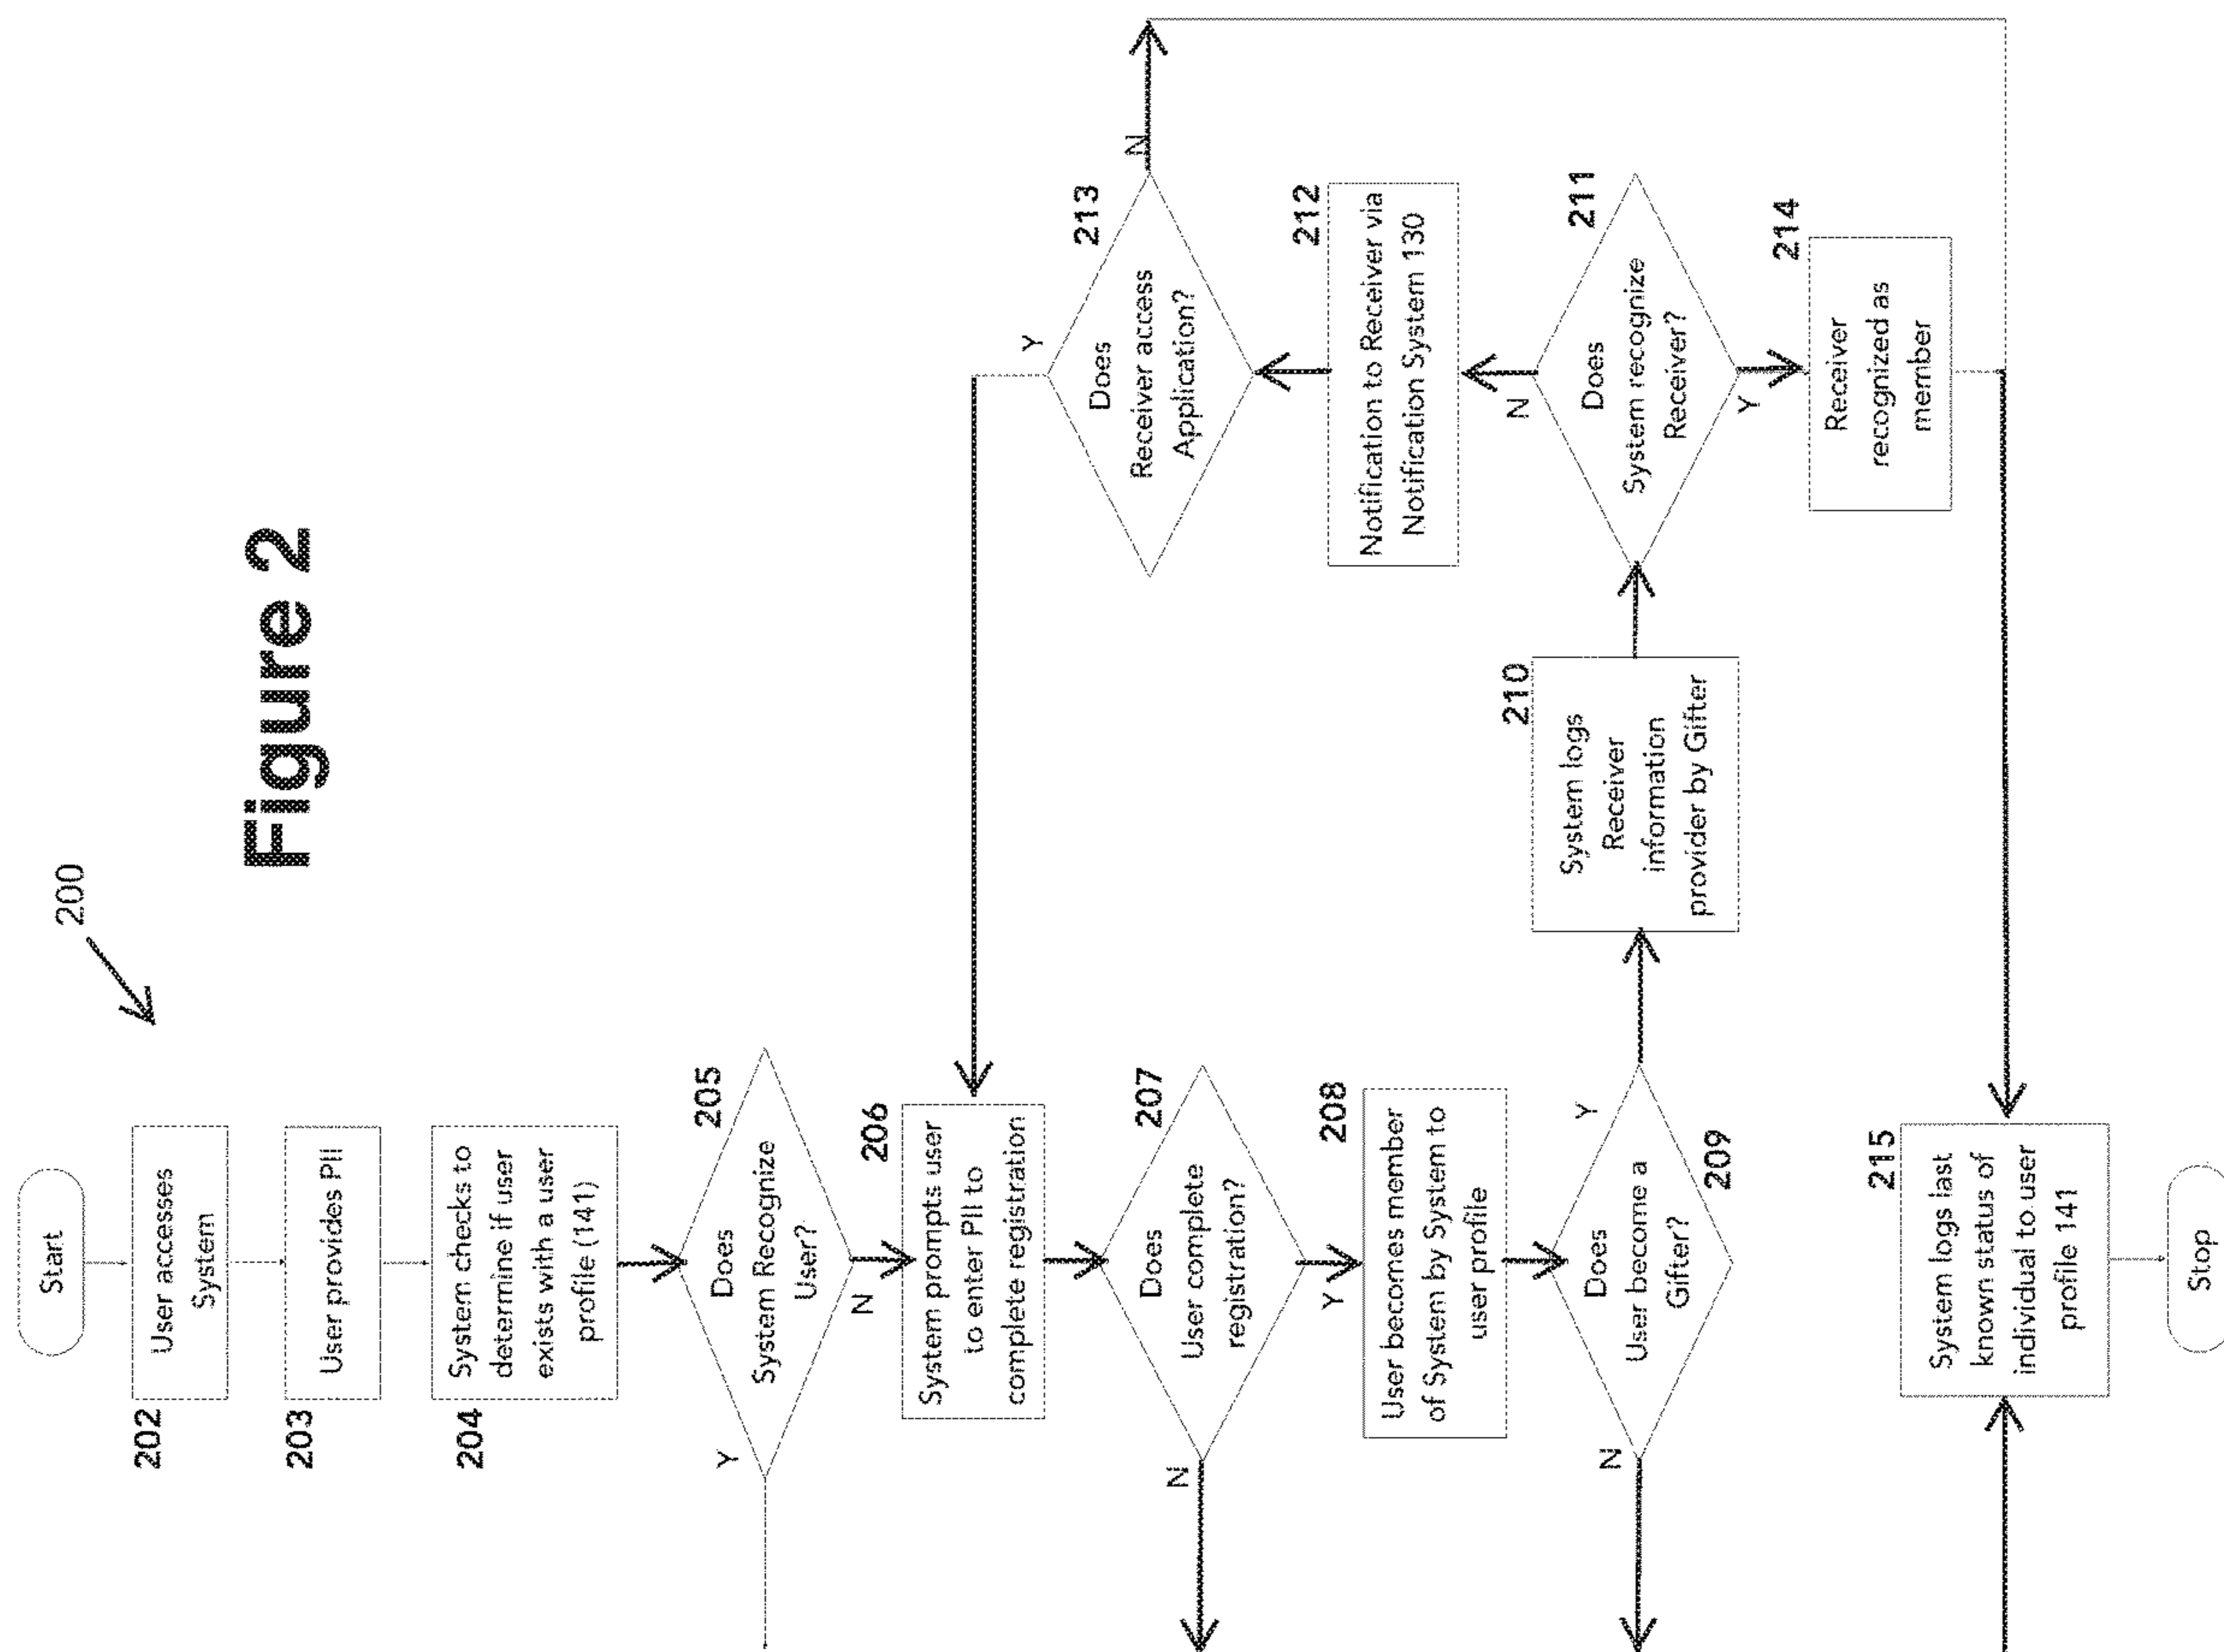 Figure 2
200
Start
202
User accesses
System
203
User provides PII
204
System checks to
determine if user
exists with a user
profile (141)
205
Does
System Recognize
User?
Y
N
206
System prompts user
to enter PII to
complete registration
207
Does
User complete
registration?
N
Y
208
User becomes member
of System by System to
user profile
209
Does
User become a
Gifter?
N
Y
210
System logs
Receiver
information
provider by Gifter
211
Does
System recognize
Receiver?
N
Y
212
Notification to Receiver via
Notification System 130
213
Does
Receiver access
Application?
Y
N
214
Receiver
recognized as
member
215
System logs last
known status of
individual to user
profile 141
Stop